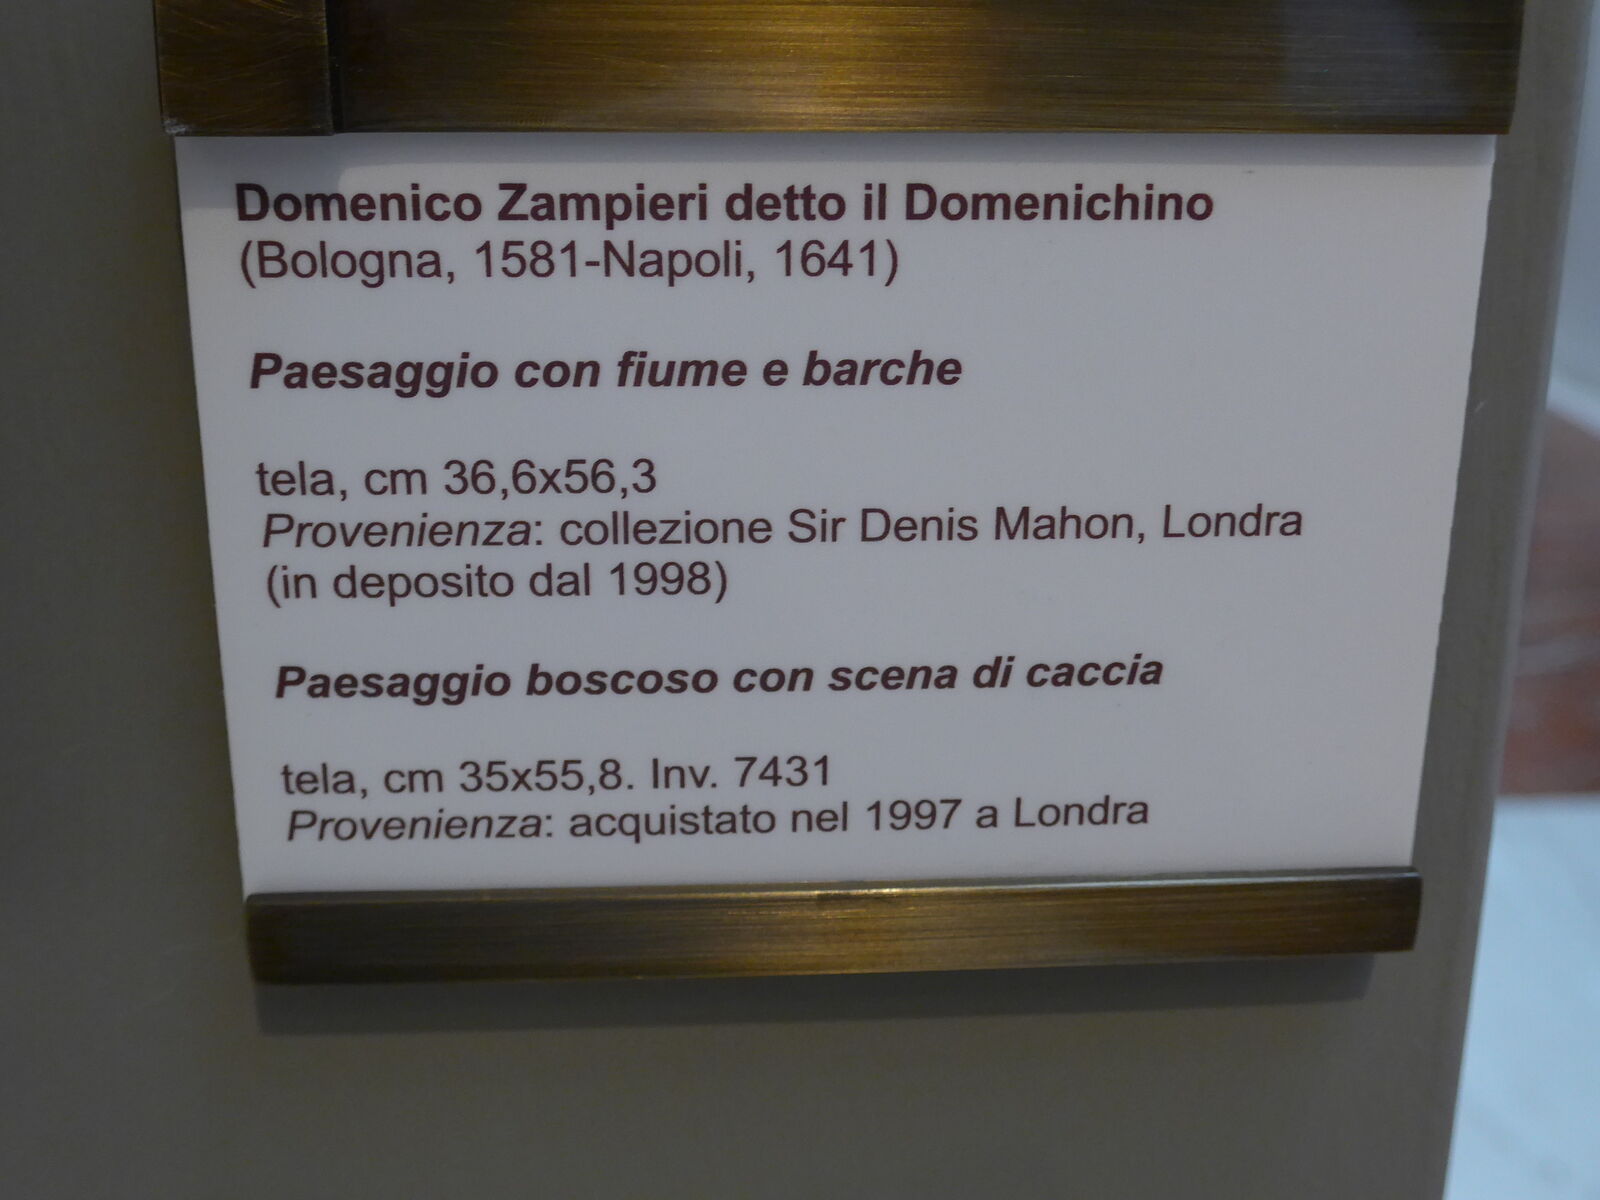 Domenico Zampieri detto il Domenichino
(Bologna, 1581-Napoli, 1641)
Paesaggio con fiume e barche
tela, cm 36,6x56,3
Provenienza: collezione Sir Denis Mahon, Londra
(in deposito dal 1998)
Paesaggio boscoso con scena di caccia
tela, cm 35x55,8. Inv. 7431
Provenienza: acquistato nel 1997 a Londra